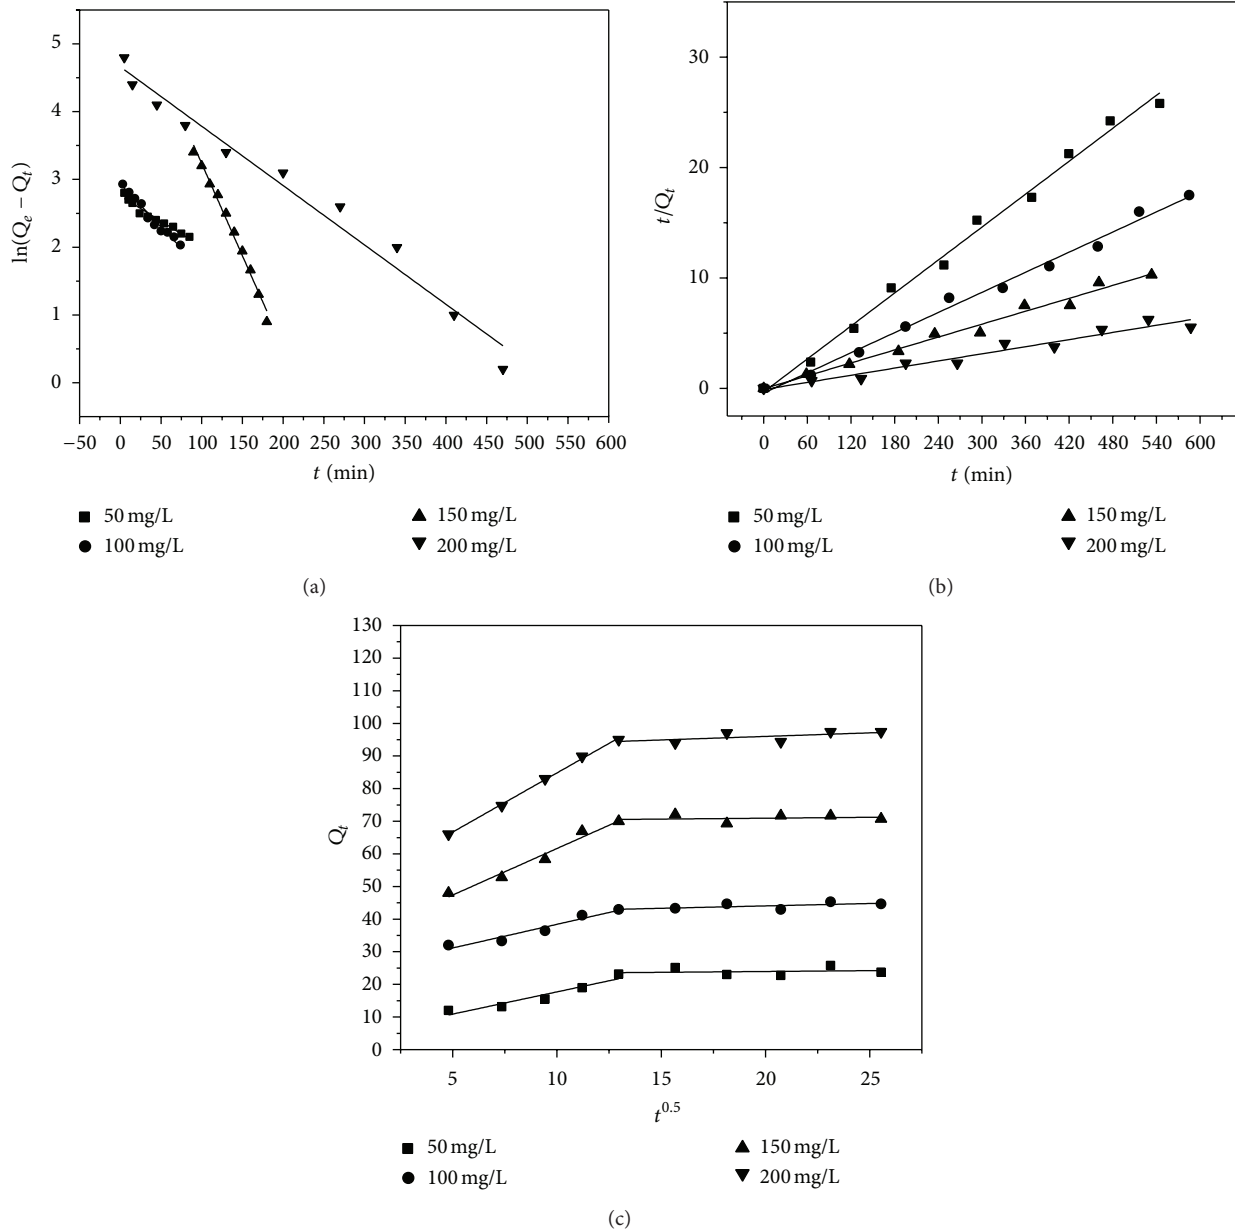 5
4
3
2
1
0
ln(Qe − Qt)
−50 0 50 100 150 200 250 300 350 400 450 500 550 600
t (min)
50 mg/L 150 mg/L
100 mg/L 200 mg/L
(a)
30
20
10
0
t/Qt
0 60 120 180 240 300 360 420 480 540 600
t (min)
50 mg/L 150 mg/L
100 mg/L 200 mg/L
(b)
130
120
110
100
90
80
70
60
50
40
30
20
10
0
Qt
5 10 15 20 25
t^0.5
50 mg/L 150 mg/L
100 mg/L 200 mg/L
(c)